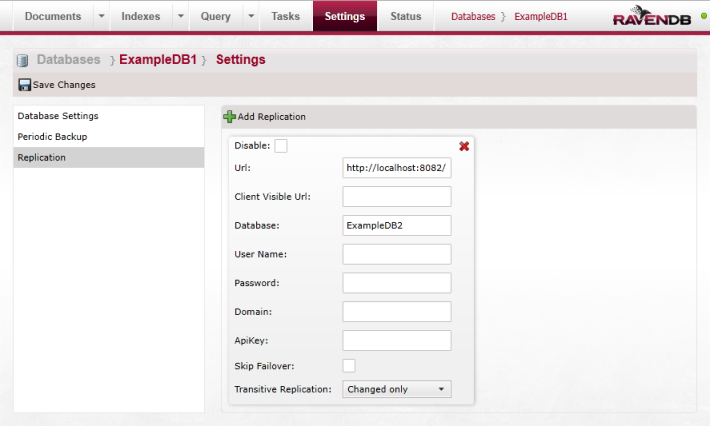 Documents Indexes Query Tasks Settings Status Databases } ExampleDB1 RAVENDB
Databases } ExampleDB1 } Settings
Save Changes
Database Settings
Periodic Backup
Replication
Add Replication
Disable:
Url: http://localhost:8082/
Client Visible Url:
Database: ExampleDB2
User Name:
Password:
Domain:
ApiKey:
Skip Failover:
Transitive Replication: Changed only